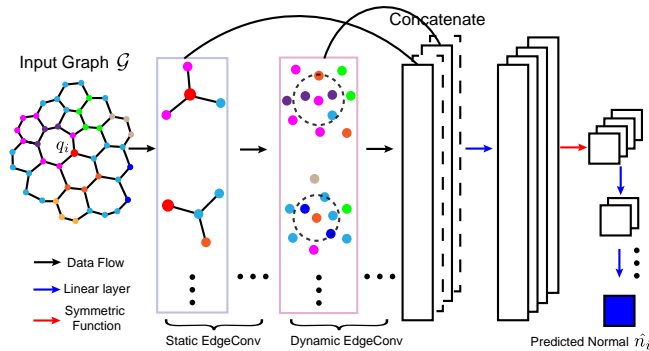 Concatenate
Input Graph 𝒢
q_i
Data Flow
Linear layer
Symmetric
Function
Static EdgeConv
Dynamic EdgeConv
Predicted Normal n̂_i